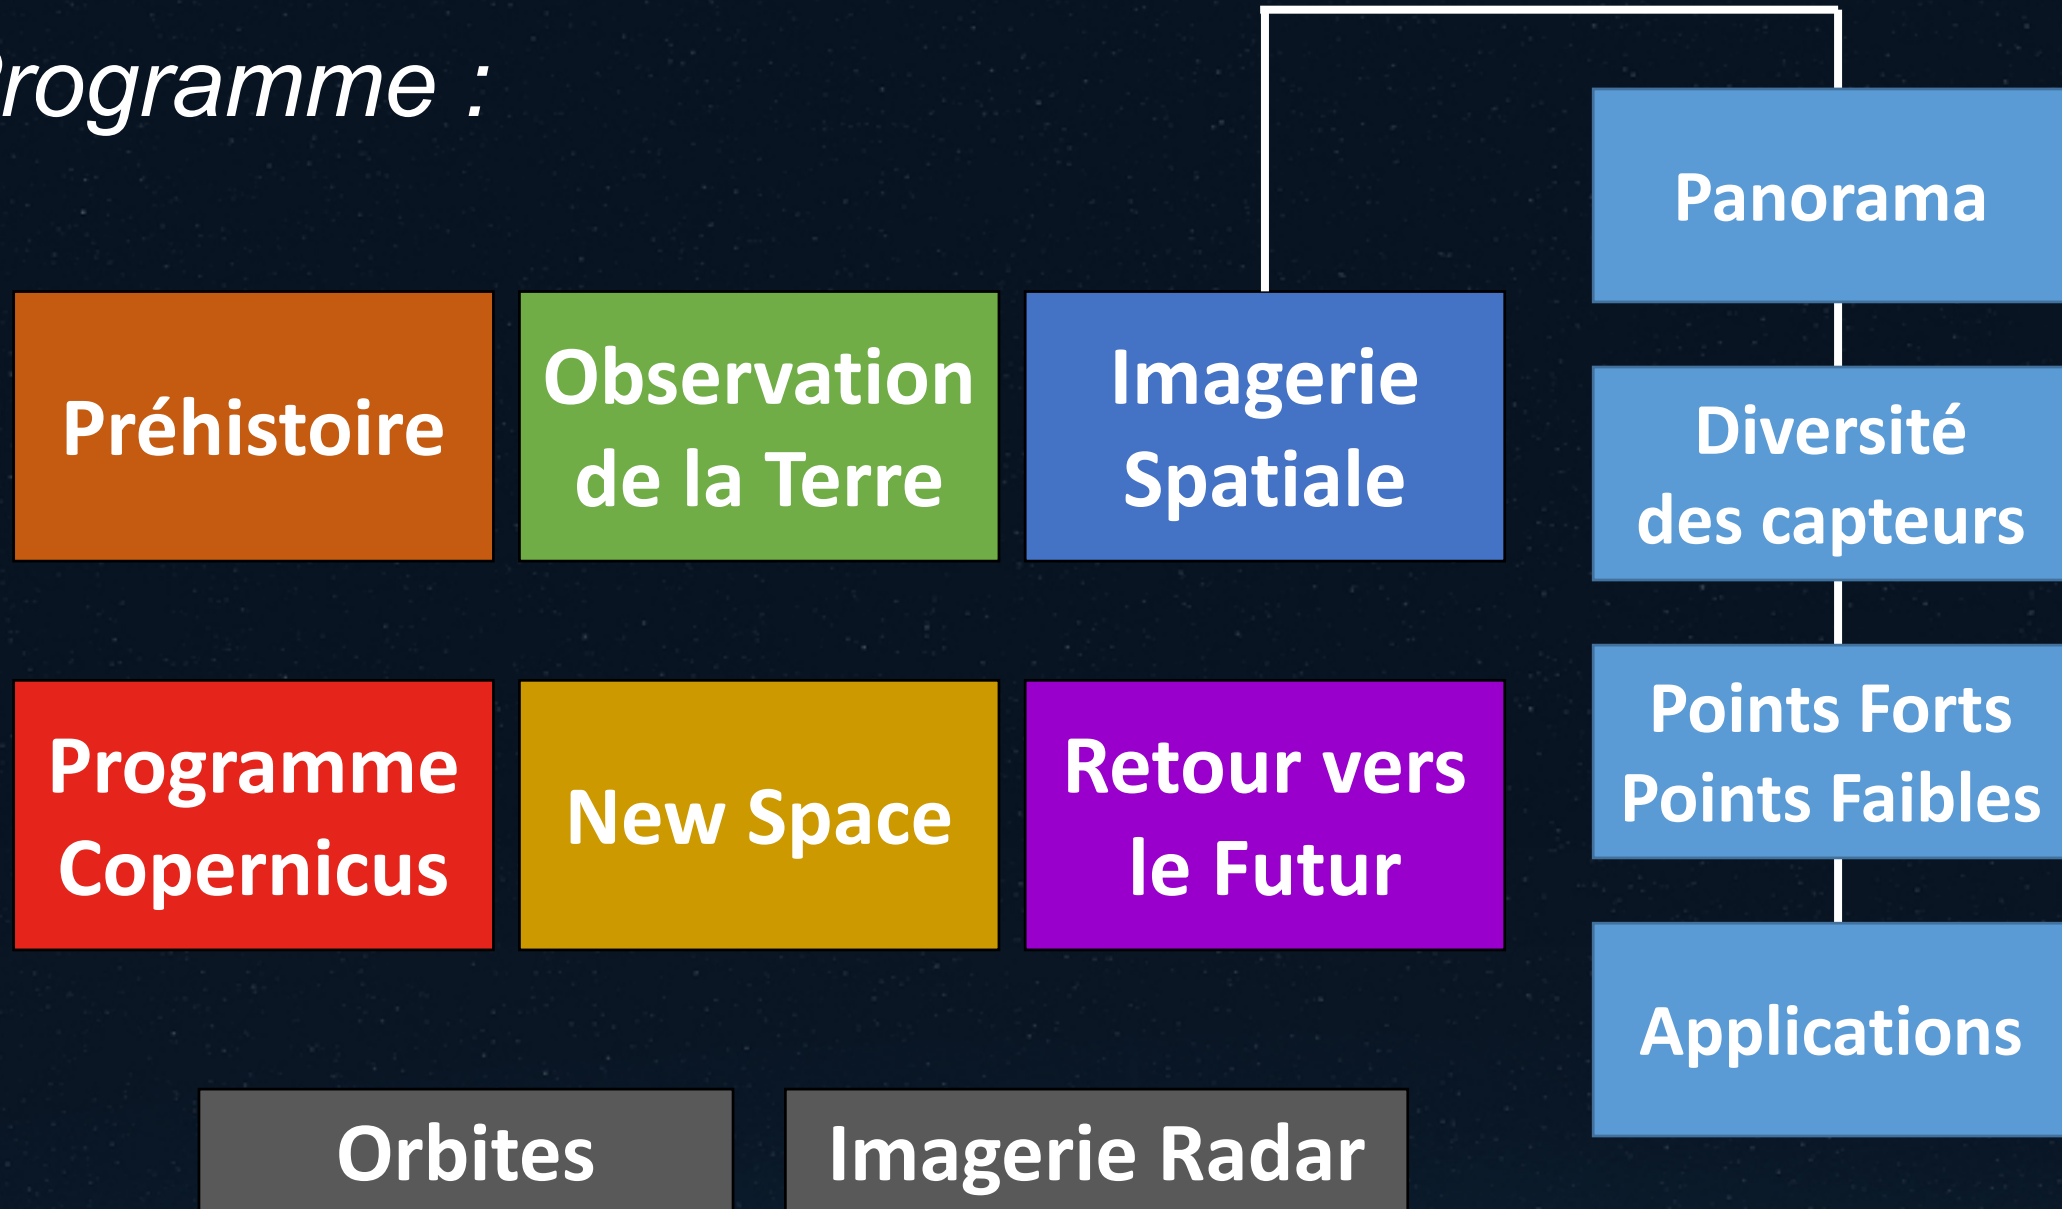 Programme :
Préhistoire
Observation
de la Terre
Imagerie
Spatiale
Programme
Copernicus
New Space
Retour vers
le Futur
Orbites
Imagerie Radar
Panorama
Diversité
des capteurs
Points Forts
Points Faibles
Applications